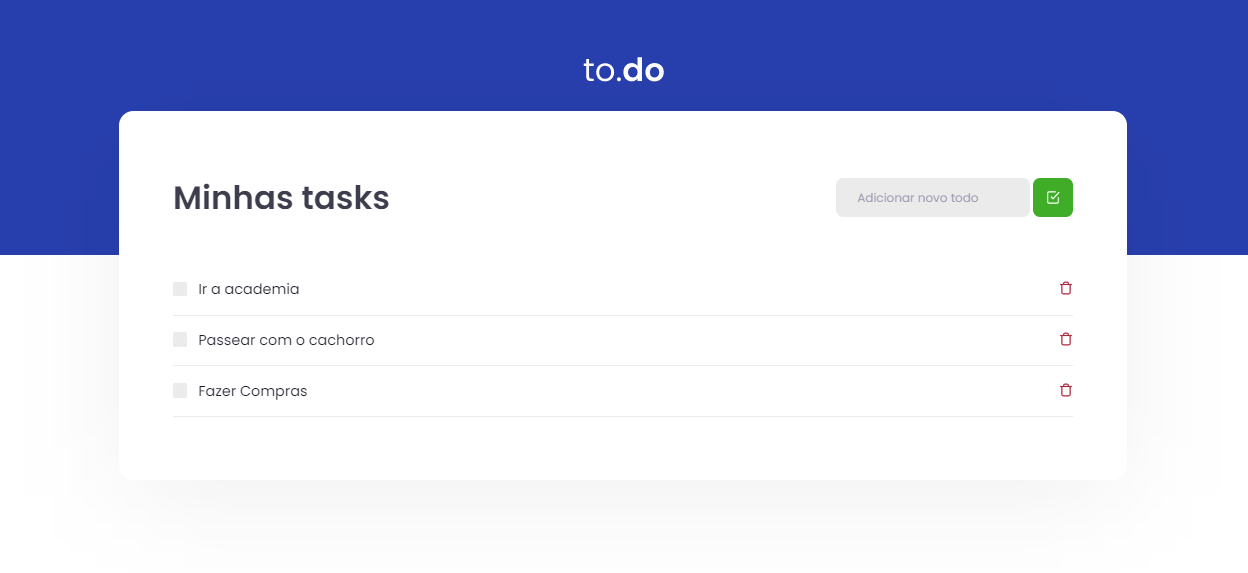 to.do
Minhas tasks
Adicionar novo todo
Ir a academia
Passear com o cachorro
Fazer Compras